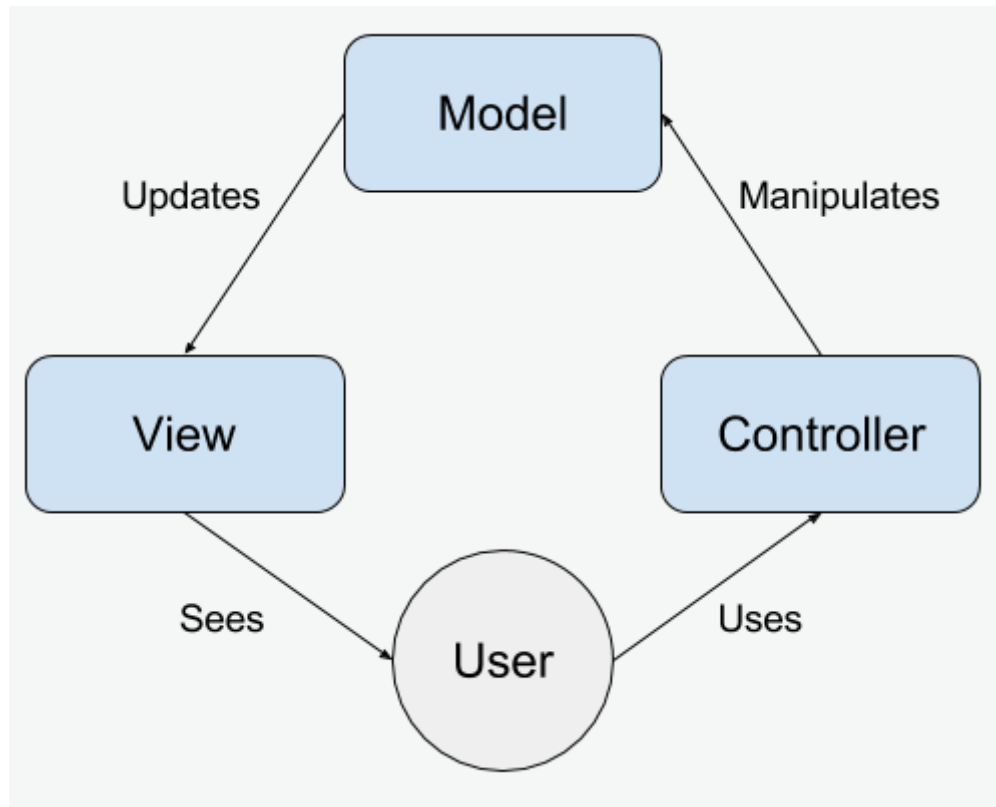 Model
Updates
Manipulates
View
Controller
Sees
Uses
User